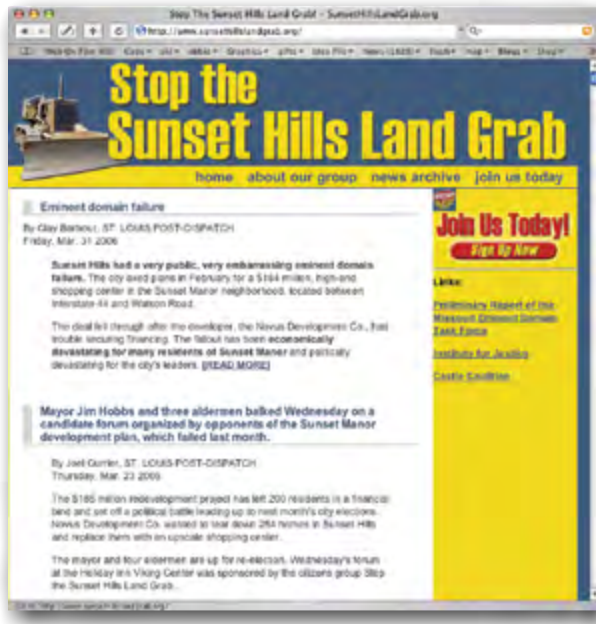 Stop The Sunset Hills Land Grab! - SunsetHillsLandGrab.org
http://www.sunsethillslandgrab.org/
Stop the
Sunset Hills Land Grab
home about our group news archive join us today
Eminent domain failure
By Clay Barbour, ST. LOUIS POST-DISPATCH
Friday, Mar. 31 2006
Sunset Hills had a very public, very embarrassing eminent domain
failure. The city axed plans in February for a $164 million, high-end
shopping center in the Sunset Manor neighborhood, located between
Interstate 44 and Watson Road.
The deal fell through after the developer, the Novus Development Co., had
trouble securing financing. The fallout has been economically
devastating for many residents of Sunset Manor and politically
devastating for the city's leaders. [READ MORE]
Mayor Jim Hobbs and three aldermen balked Wednesday on a
candidate forum organized by opponents of the Sunset Manor
development plan, which failed last month.
By Joel Currier, ST. LOUIS POST-DISPATCH
Thursday, Mar. 23 2006
The $165 million redevelopment project has left 200 residents in a financial
bind and set off a political battle leading up to next month's city elections.
Novus Development Co. wanted to tear down 254 homes in Sunset Hills
and replace them with an upscale shopping center.
The mayor and four aldermen are up for re-election. Wednesday's forum
at the Holiday Inn Viking Center was sponsored by the citizens group Stop
the Sunset Hills Land Grab.
Join Us Today!
Sign Up Now
Links:
Preliminary Report of the
Missouri Eminent Domain
Task Force
Institute for Justice
Castle Coalition